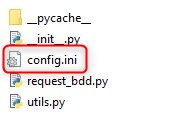 __pycache__
__init__.py
config.ini
request_bdd.py
utils.py